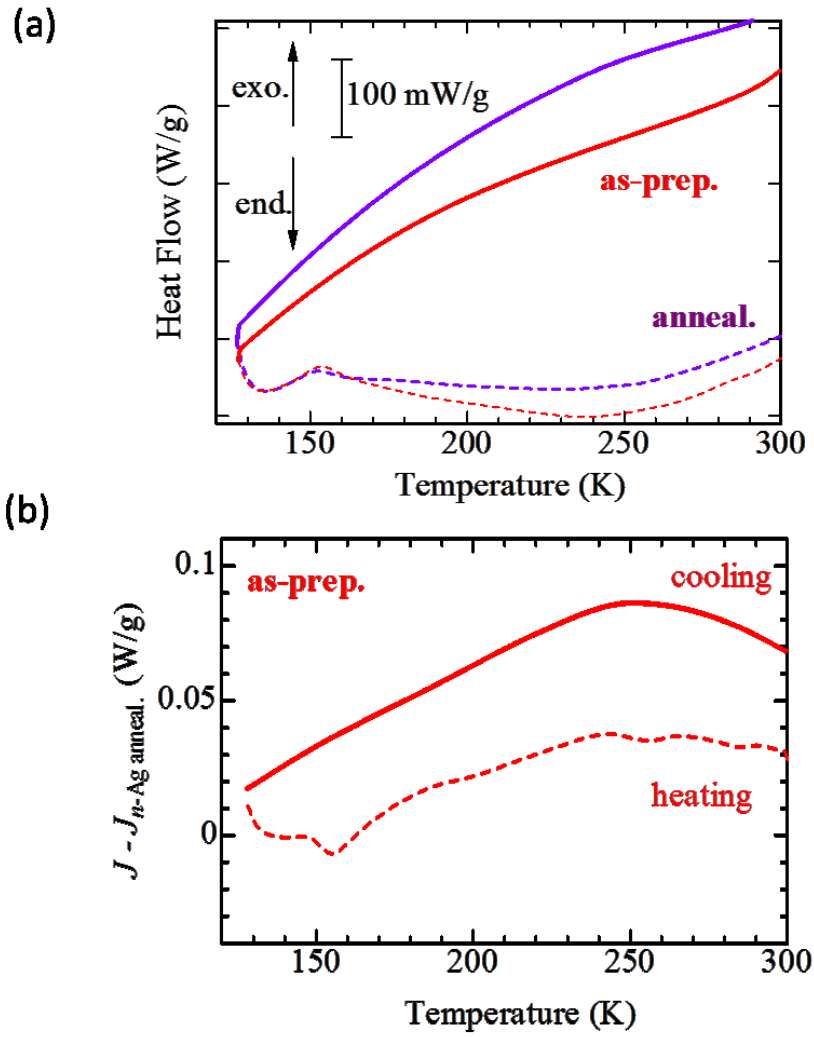 (a)
Heat Flow (W/g)
exo.
100 mW/g
end.
as-prep.
anneal.
150 200 250 300
Temperature (K)
(b)
J - Jn-Ag anneal. (W/g)
0.1
0.05
0
as-prep.
cooling
heating
150 200 250 300
Temperature (K)